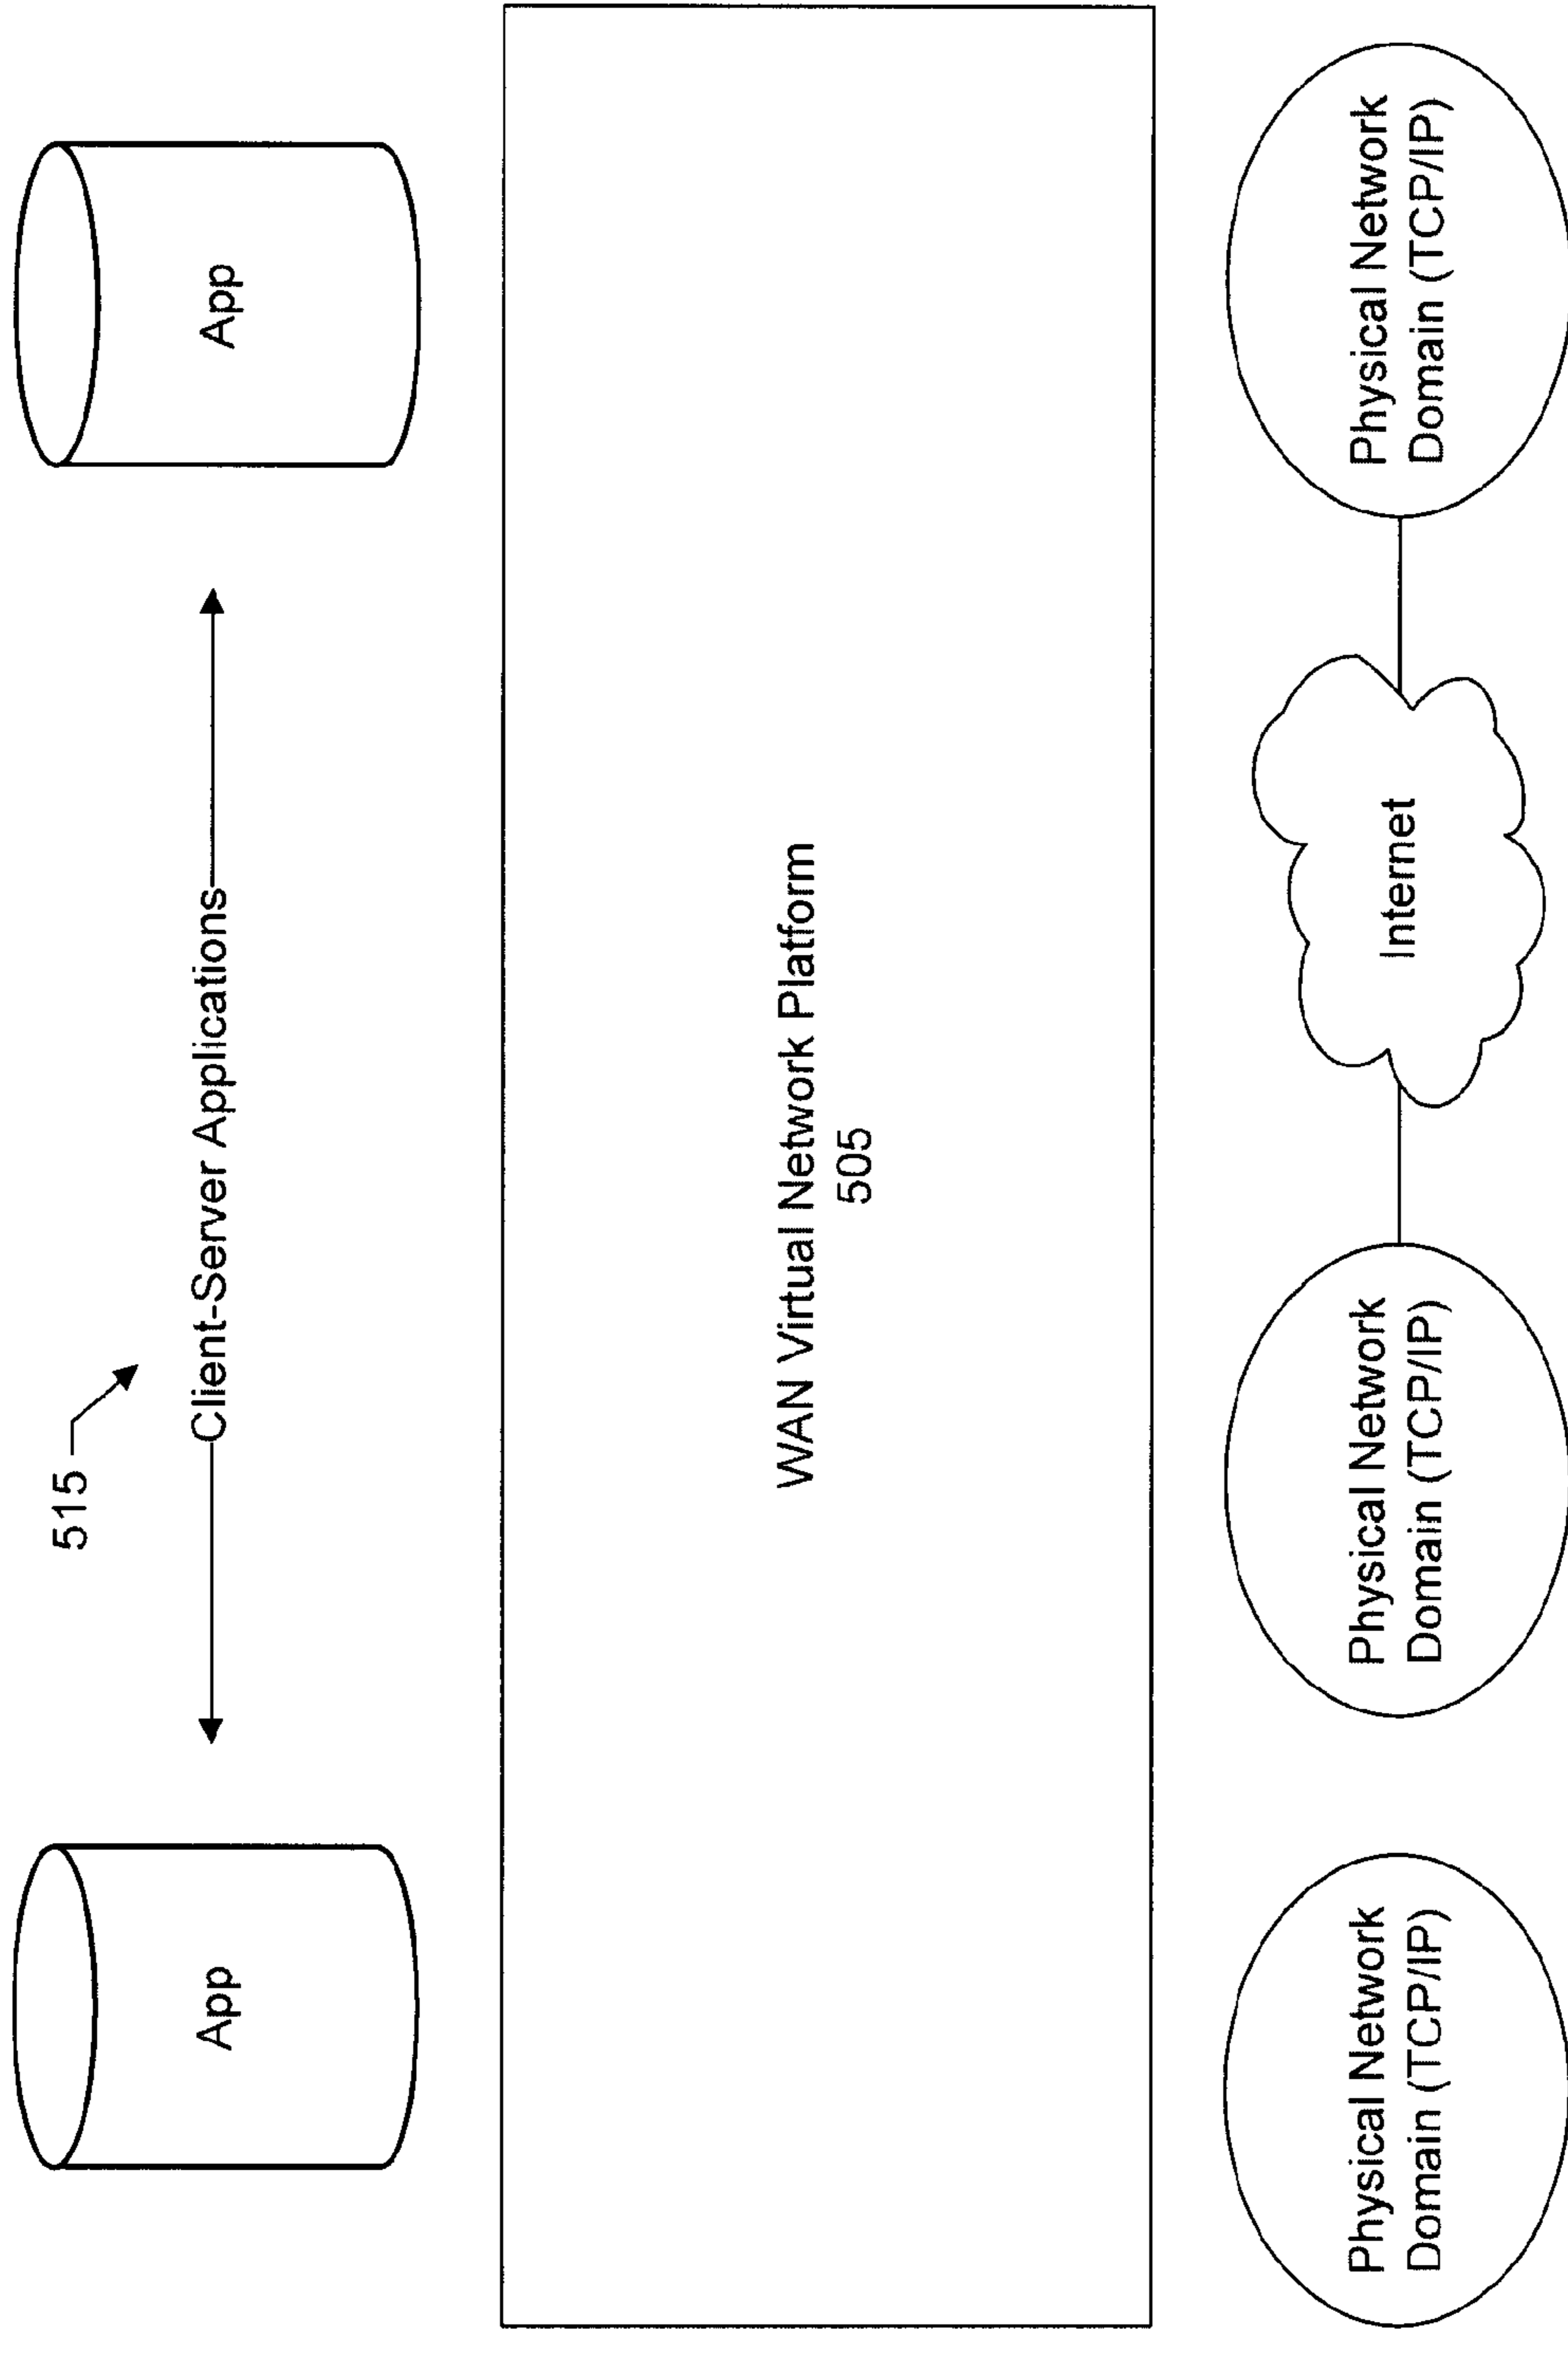 515
App
Client-Server Applications
App
WAN Virtual Network Platform
505
Physical Network
Domain (TCP/IP)
Physical Network
Domain (TCP/IP)
Internet
Physical Network
Domain (TCP/IP)